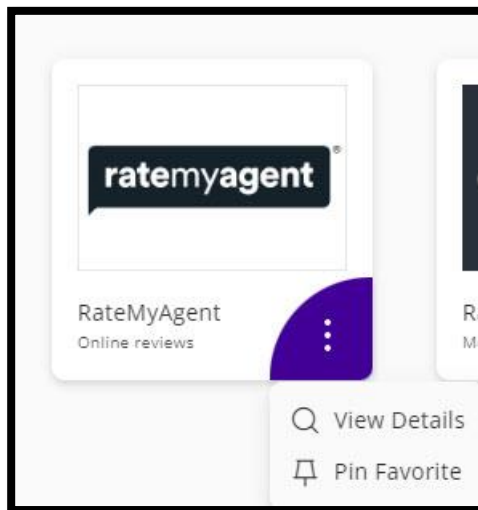 ratemyagent®
RateMyAgent
Online reviews
View Details
Pin Favorite